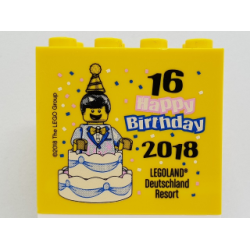 16
Happy
Birthday
2018
LEGOLAND®
Deutschland
Resort
©2018 The LEGO Group